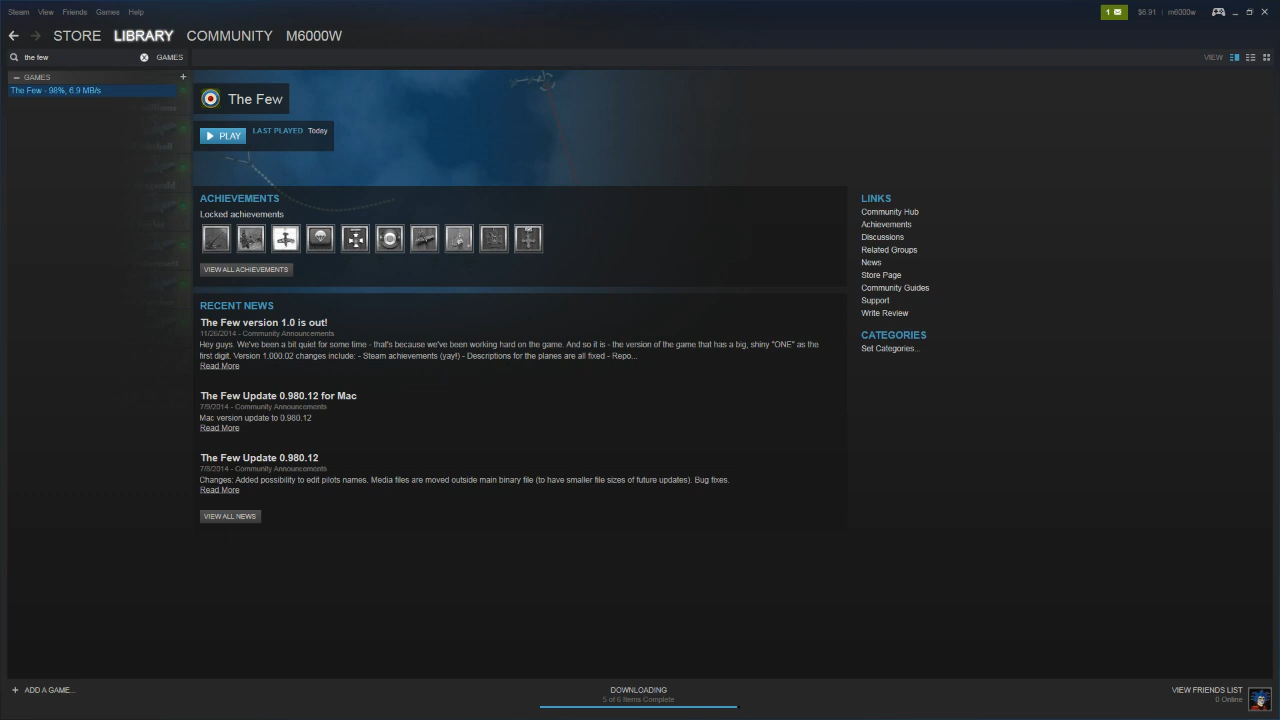 Steam View Friends Games Help
1 $6.91 m6000w
STORE LIBRARY COMMUNITY M6000W
the few GAMES VIEW
GAMES
The Few - 98%, 6.9 MB/s
The Few
PLAY LAST PLAYED Today
ACHIEVEMENTS
Locked achievements
VIEW ALL ACHIEVEMENTS
RECENT NEWS
The Few version 1.0 is out!
11/26/2014 - Community Announcements
Hey guys. We've been a bit quiet for some time - that's because we've been working hard on the game. And so it is - the version of the game that has a big, shiny "ONE" as the
first digit. Version 1.000.02 changes include: - Steam achievements (yay!) - Descriptions for the planes are all fixed - Repo...
Read More
The Few Update 0.980.12 for Mac
7/9/2014 - Community Announcements
Mac version update to 0.980.12
Read More
The Few Update 0.980.12
7/8/2014 - Community Announcements
Changes: Added possibility to edit pilots names. Media files are moved outside main binary file (to have smaller file sizes of future updates). Bug fixes.
Read More
VIEW ALL NEWS
LINKS
Community Hub
Achievements
Discussions
Related Groups
News
Store Page
Community Guides
Support
Write Review
CATEGORIES
Set Categories...
+ ADD A GAME...
DOWNLOADING
5 of 6 Items Complete
VIEW FRIENDS LIST
0 Online